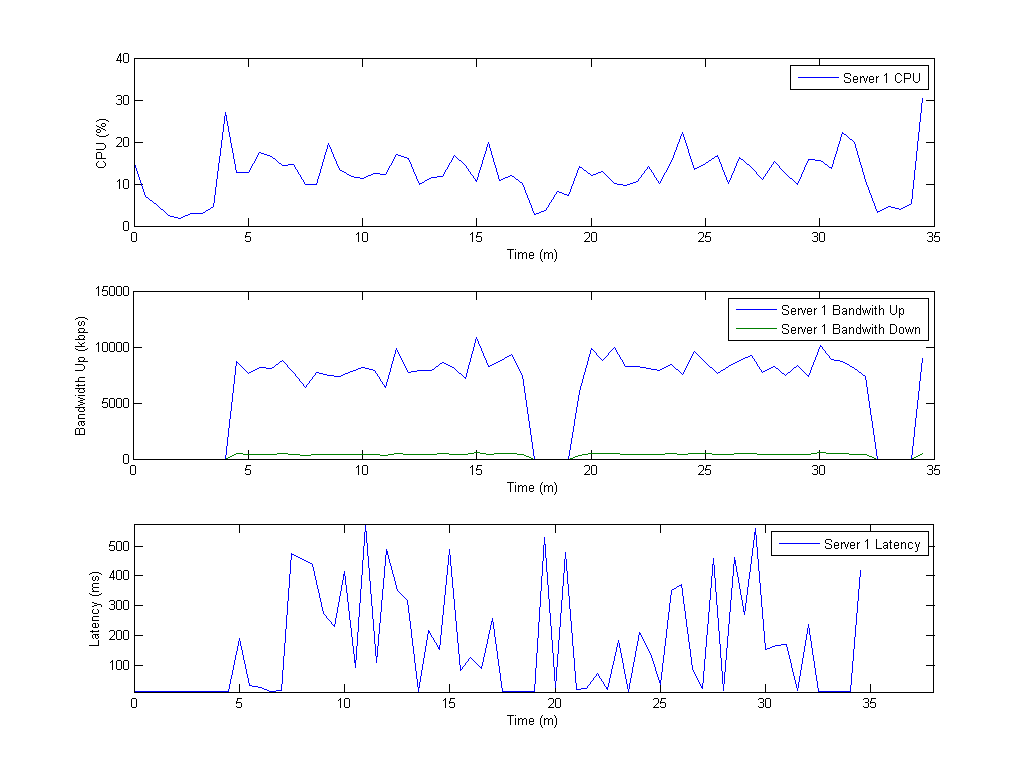 40
30
20
10
0
CPU (%)
Server 1 CPU
0 5 10 15 20 25 30 35
Time (m)
15000
10000
5000
0
Bandwidth Up (kbps)
Server 1 Bandwith Up
Server 1 Bandwith Down
0 5 10 15 20 25 30 35
Time (m)
500
400
300
200
100
Latency (ms)
Server 1 Latency
0 5 10 15 20 25 30 35
Time (m)